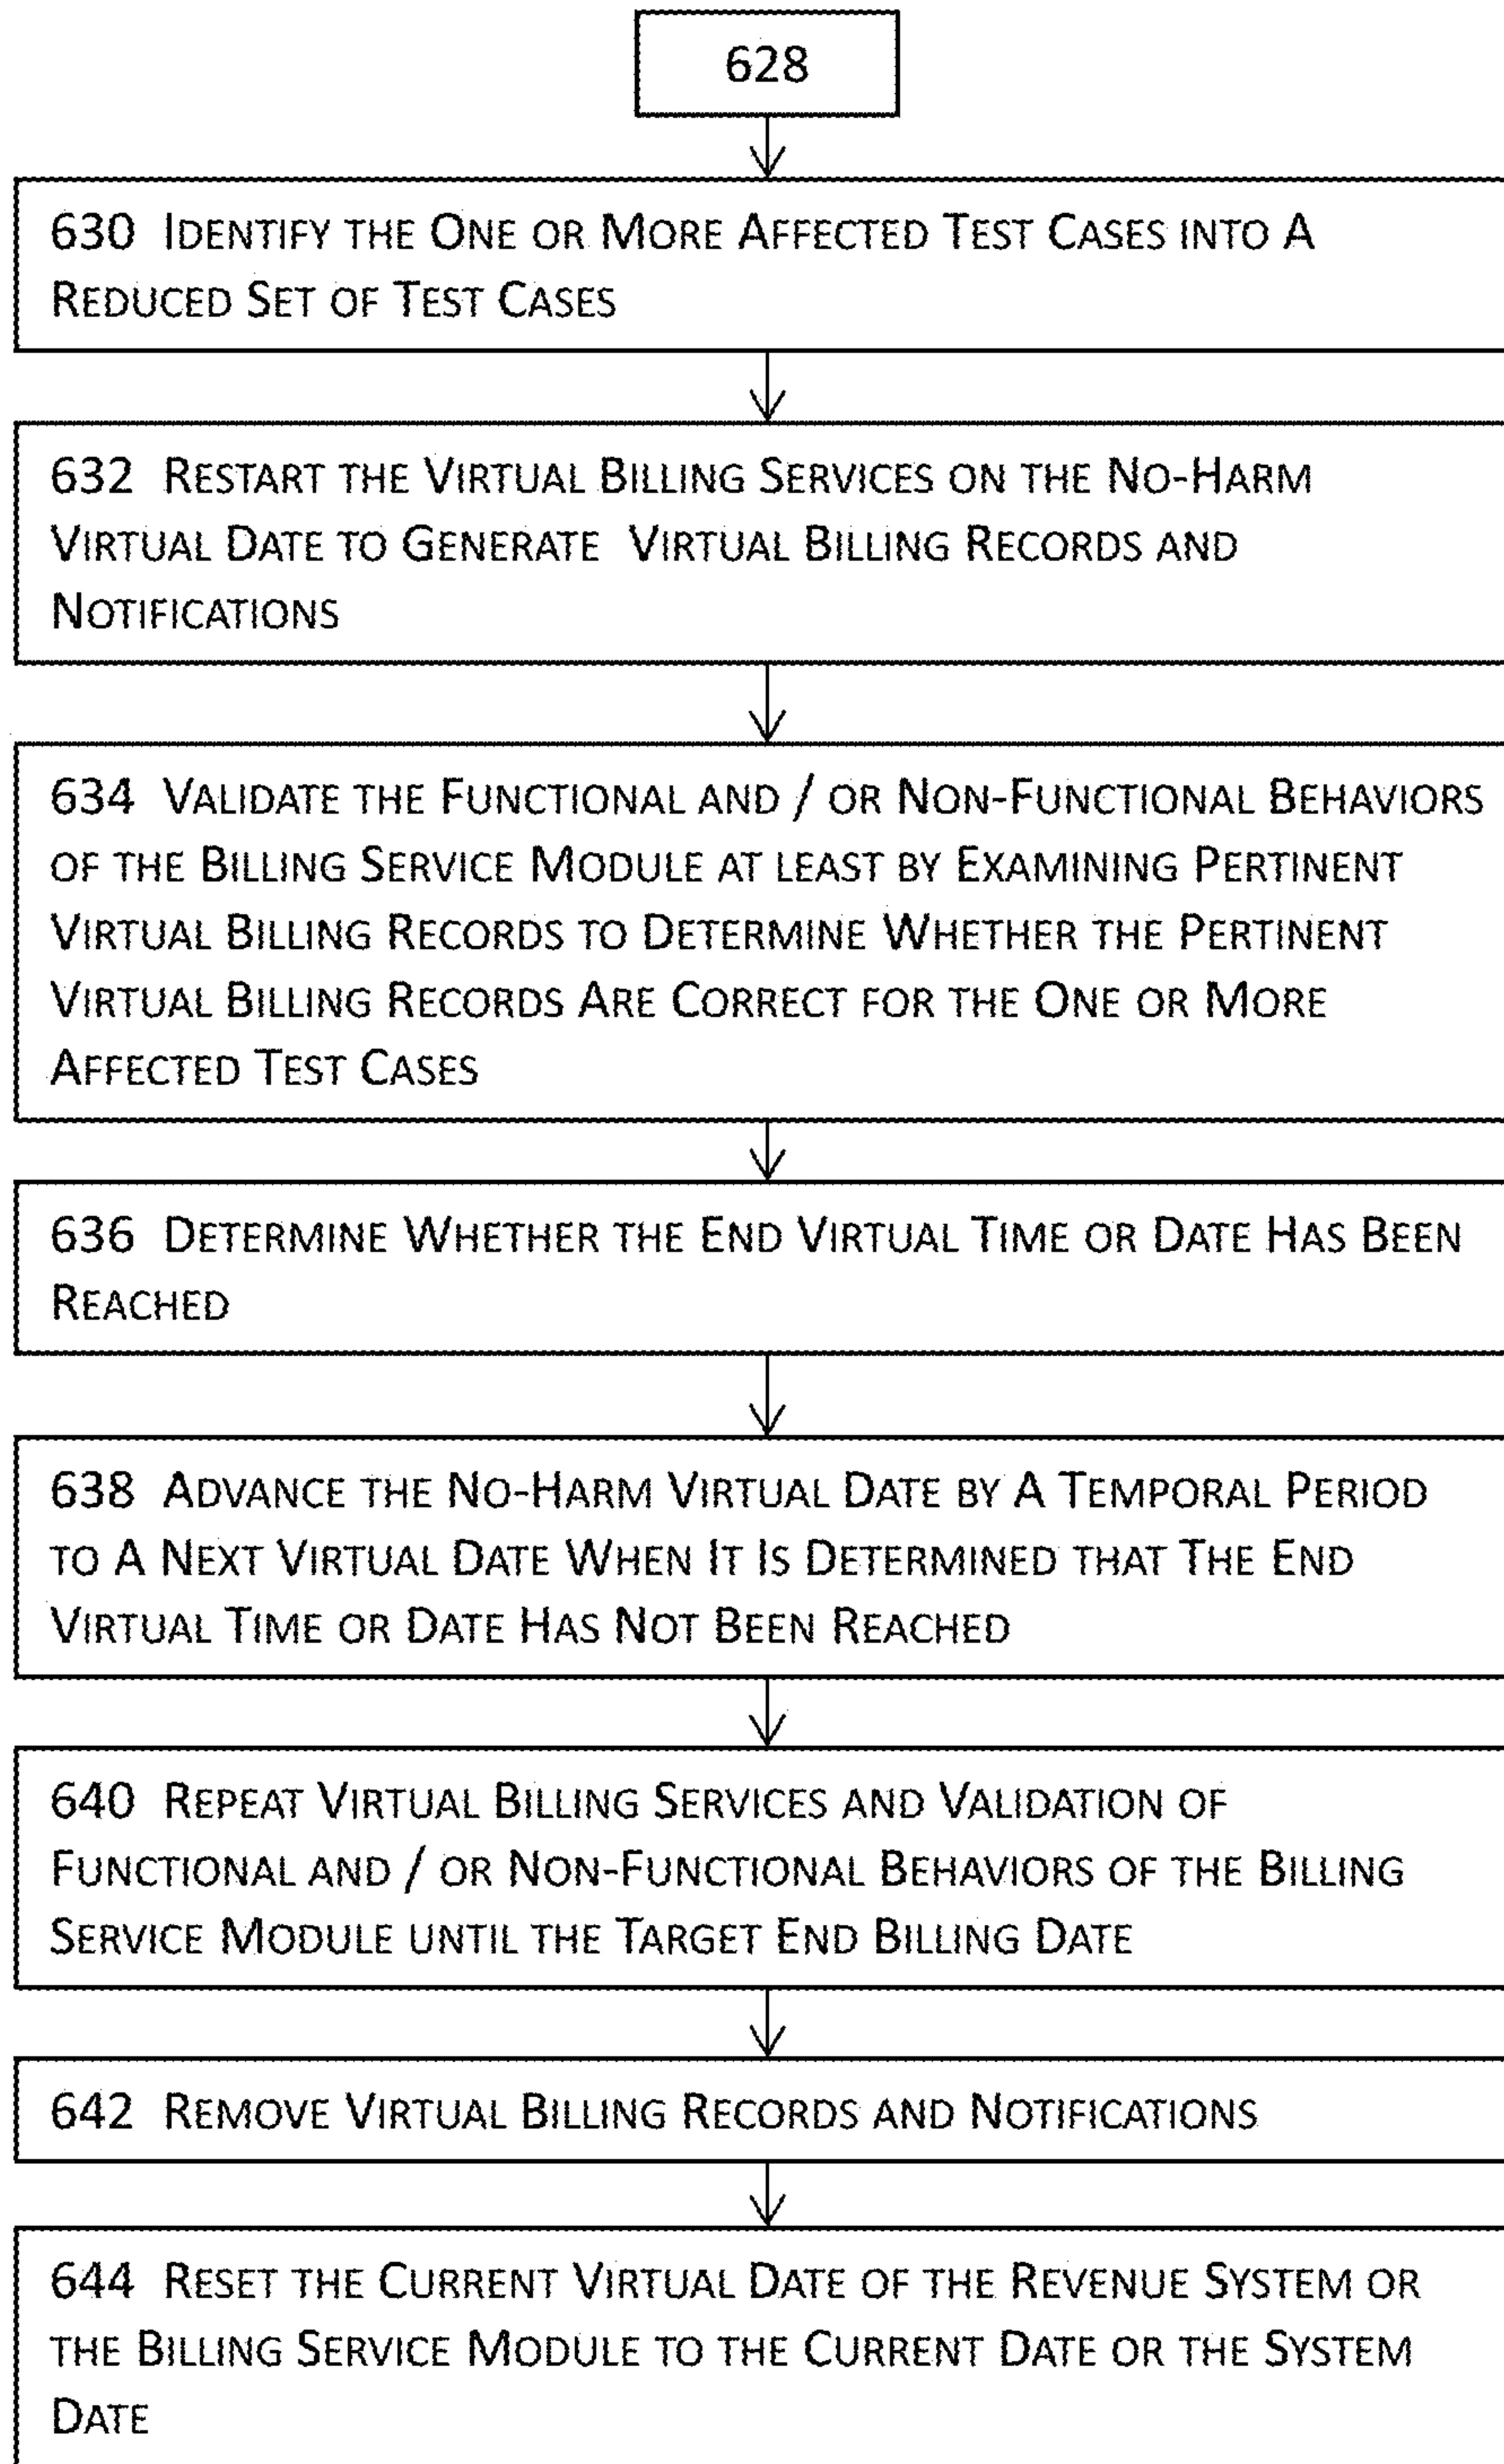 628
630 IDENTIFY THE ONE OR MORE AFFECTED TEST CASES INTO A
REDUCED SET OF TEST CASES
632 RESTART THE VIRTUAL BILLING SERVICES ON THE NO-HARM
VIRTUAL DATE TO GENERATE VIRTUAL BILLING RECORDS AND
NOTIFICATIONS
634 VALIDATE THE FUNCTIONAL AND / OR NON-FUNCTIONAL BEHAVIORS
OF THE BILLING SERVICE MODULE AT LEAST BY EXAMINING PERTINENT
VIRTUAL BILLING RECORDS TO DETERMINE WHETHER THE PERTINENT
VIRTUAL BILLING RECORDS ARE CORRECT FOR THE ONE OR MORE
AFFECTED TEST CASES
636 DETERMINE WHETHER THE END VIRTUAL TIME OR DATE HAS BEEN
REACHED
638 ADVANCE THE NO-HARM VIRTUAL DATE BY A TEMPORAL PERIOD
TO A NEXT VIRTUAL DATE WHEN IT IS DETERMINED THAT THE END
VIRTUAL TIME OR DATE HAS NOT BEEN REACHED
640 REPEAT VIRTUAL BILLING SERVICES AND VALIDATION OF
FUNCTIONAL AND / OR NON-FUNCTIONAL BEHAVIORS OF THE BILLING
SERVICE MODULE UNTIL THE TARGET END BILLING DATE
642 REMOVE VIRTUAL BILLING RECORDS AND NOTIFICATIONS
644 RESET THE CURRENT VIRTUAL DATE OF THE REVENUE SYSTEM OR
THE BILLING SERVICE MODULE TO THE CURRENT DATE OR THE SYSTEM
DATE